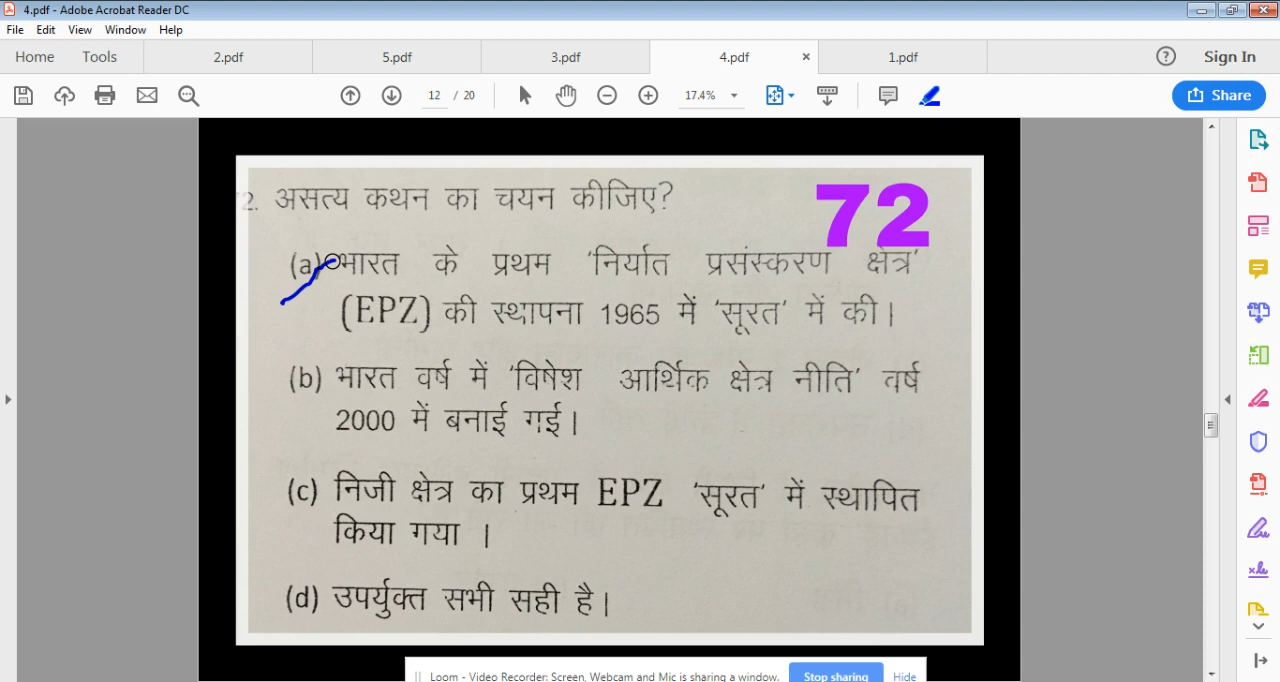 4.pdf - Adobe Acrobat Reader DC
File Edit View Window Help
Home Tools 2.pdf 5.pdf 3.pdf 4.pdf × 1.pdf ? Sign In
12 / 20 17.4% Share
72
2. असत्य कथन का चयन कीजिए?
(a) भारत के प्रथम 'निर्यात प्रसंस्करण क्षेत्र'
(EPZ) की स्थापना 1965 में 'सूरत' में की।
(b) भारत वर्ष में 'विषेश आर्थिक क्षेत्र नीति' वर्ष
2000 में बनाई गई।
(c) निजी क्षेत्र का प्रथम EPZ 'सूरत' में स्थापित
किया गया ।
(d) उपर्युक्त सभी सही है।
Loom - Video Recorder: Screen, Webcam and Mic is sharing a window. Stop sharing Hide